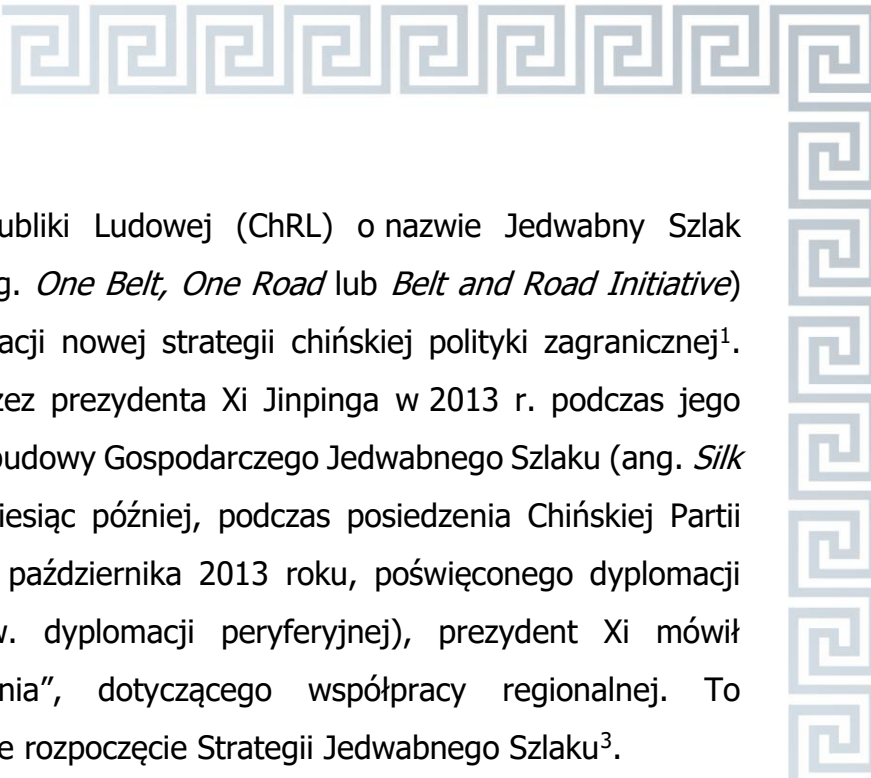 ubliki Ludowej (ChRL) o nazwie Jedwabny Szlak
g. One Belt, One Road lub Belt and Road Initiative)
acji nowej strategii chińskiej polityki zagranicznej¹.
zez prezydenta Xi Jinpinga w 2013 r. podczas jego
budowy Gospodarczego Jedwabnego Szlaku (ang. Silk
iesiąc później, podczas posiedzenia Chińskiej Partii
października 2013 roku, poświęconego dyplomacji
w. dyplomacji peryferyjnej), prezydent Xi mówił
nia”, dotyczącego współpracy regionalnej. To
e rozpoczęcie Strategii Jedwabnego Szlaku³.